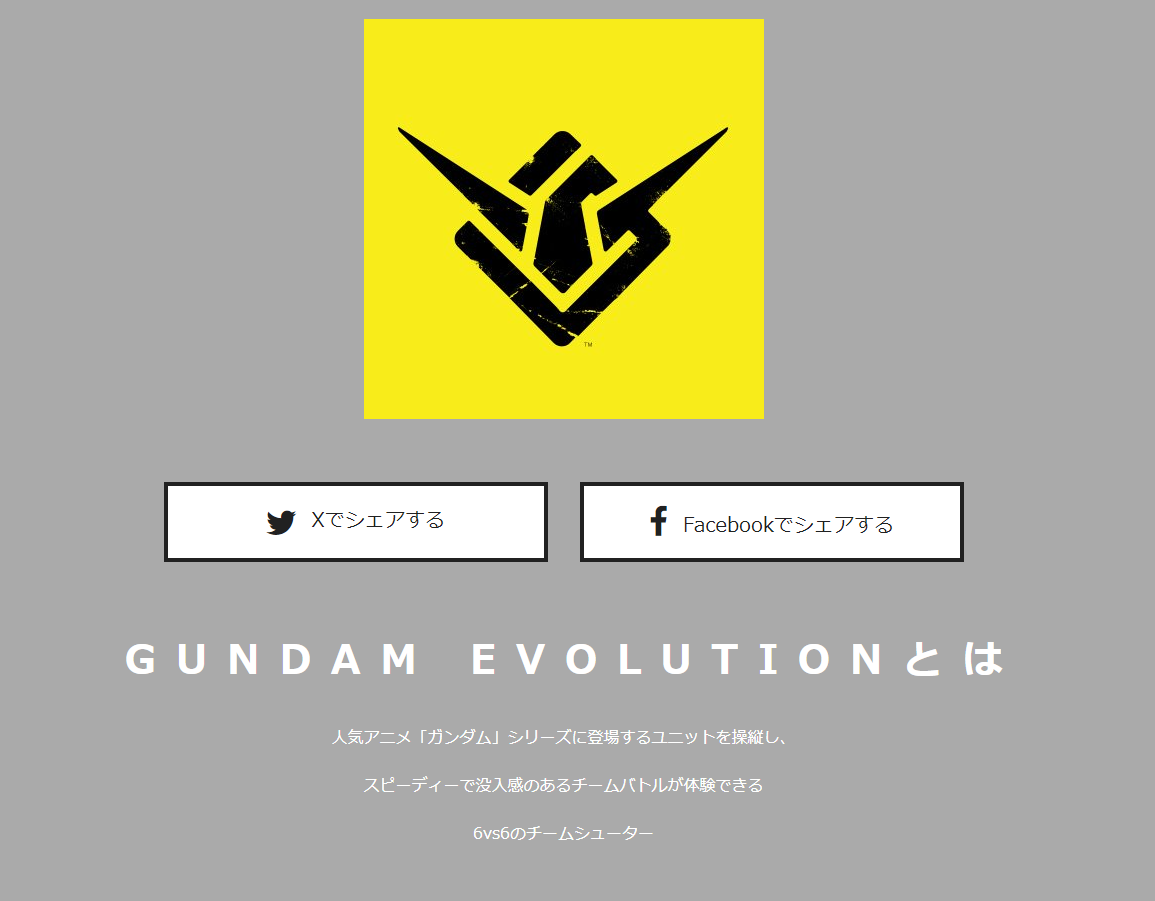 TM
Xでシェアする
Facebookでシェアする
GUNDAM EVOLUTIONとは
人気アニメ「ガンダム」シリーズに登場するユニットを操縦し、
スピーディーで没入感のあるチームバトルが体験できる
6vs6のチームシューター